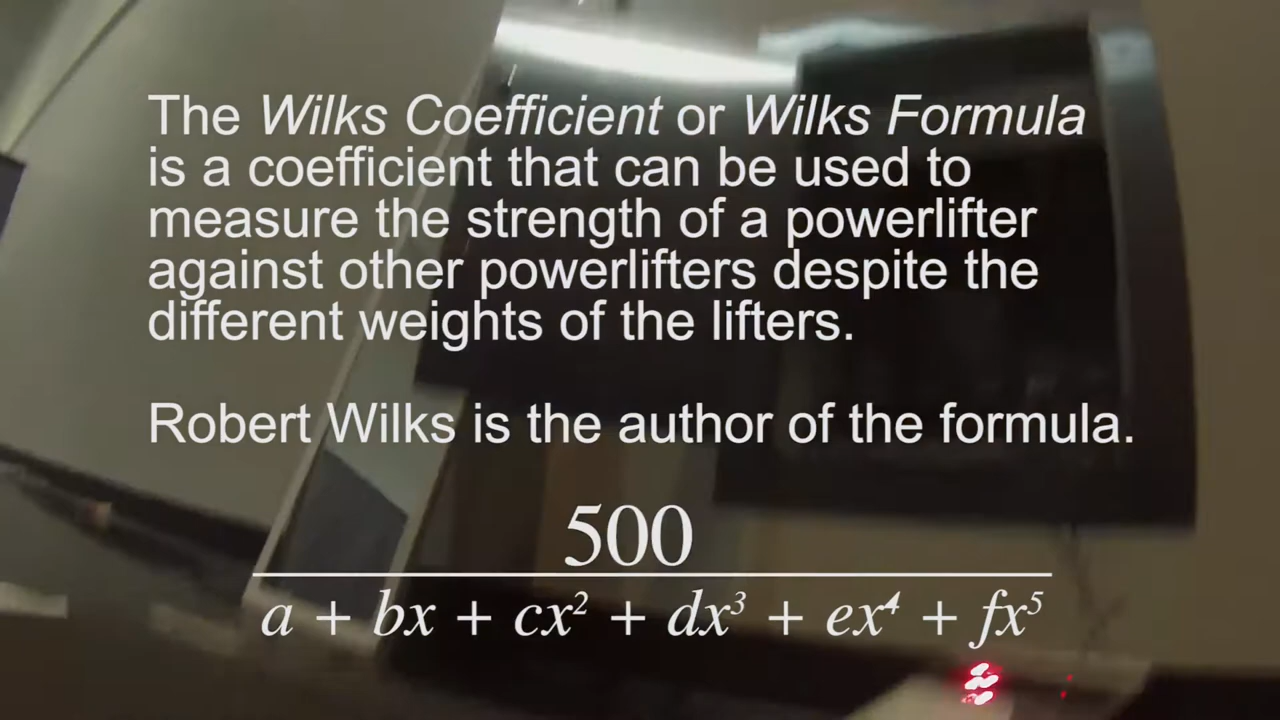 The Wilks Coefficient or Wilks Formula
is a coefficient that can be used to
measure the strength of a powerlifter
against other powerlifters despite the
different weights of the lifters.
Robert Wilks is the author of the formula.
500
a + bx + cx² + dx³ + ex⁴ + fx⁵